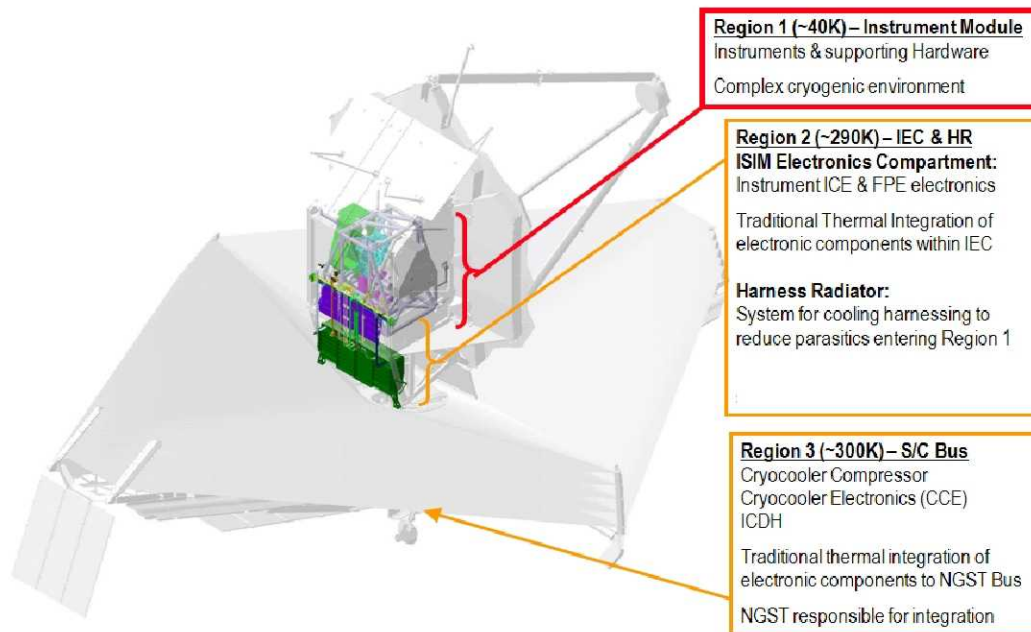 Region 1 (~40K) – Instrument Module
Instruments & supporting Hardware
Complex cryogenic environment
Region 2 (~290K) – IEC & HR
ISIM Electronics Compartment:
Instrument ICE & FPE electronics
Traditional Thermal Integration of
electronic components within IEC
Harness Radiator:
System for cooling harnessing to
reduce parasitics entering Region 1
Region 3 (~300K) – S/C Bus
Cryocooler Compressor
Cryocooler Electronics (CCE)
ICDH
Traditional thermal integration of
electronic components to NGST Bus
NGST responsible for integration